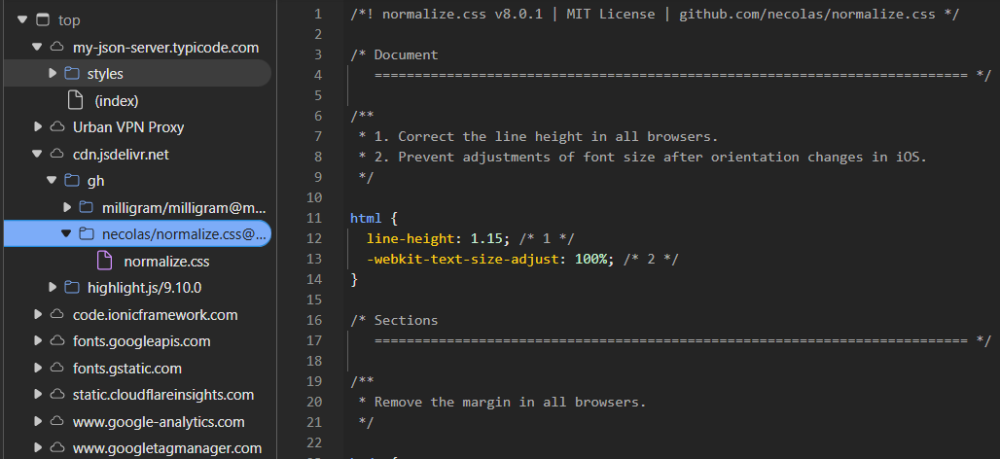 top
my-json-server.typicode.com
styles
(index)
Urban VPN Proxy
cdn.jsdelivr.net
gh
milligram/milligram@m...
necolas/normalize.css@...
normalize.css
highlight.js/9.10.0
code.ionicframework.com
fonts.googleapis.com
fonts.gstatic.com
static.cloudflareinsights.com
www.google-analytics.com
www.googletagmanager.com
1 /*! normalize.css v8.0.1 | MIT License | github.com/necolas/normalize.css */
2
3 /* Document
4 ========================================================================== */
5
6 /**
7 * 1. Correct the line height in all browsers.
8 * 2. Prevent adjustments of font size after orientation changes in iOS.
9 */
10
11 html {
12 line-height: 1.15; /* 1 */
13 -webkit-text-size-adjust: 100%; /* 2 */
14 }
15
16 /* Sections
17 ========================================================================== */
18
19 /**
20 * Remove the margin in all browsers.
21 */
22